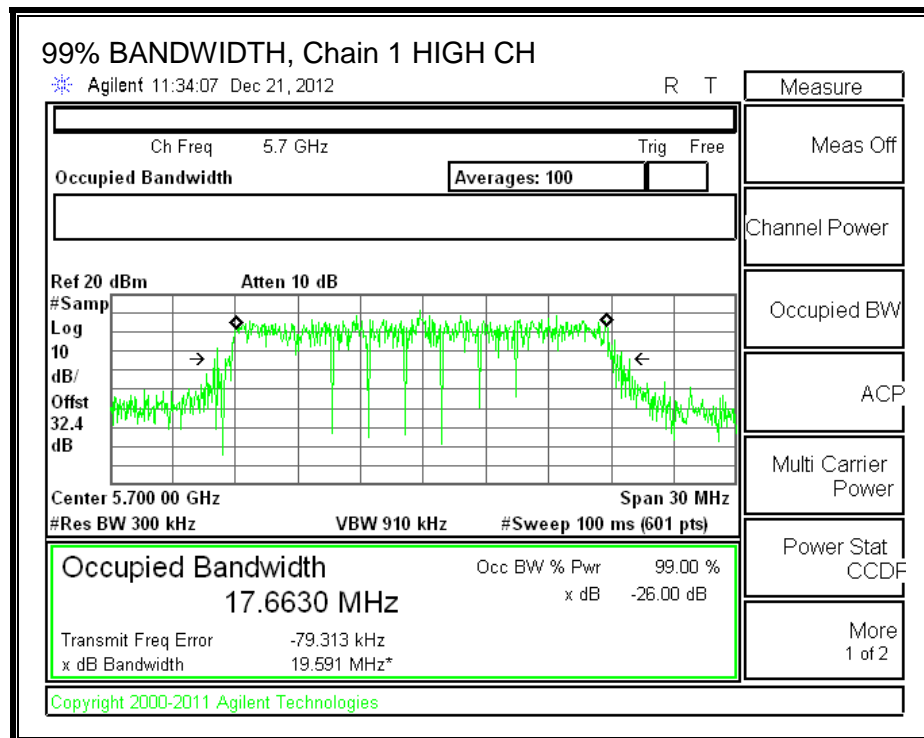 99% BANDWIDTH, Chain 1 HIGH CH
Agilent 11:34:07 Dec 21, 2012 R T
Ch Freq 5.7 GHz Trig Free
Occupied Bandwidth Averages: 100
Ref 20 dBm Atten 10 dB
#Samp
Log
10
dB/
Offst
32.4
dB
Center 5.700 00 GHz Span 30 MHz
#Res BW 300 kHz VBW 910 kHz #Sweep 100 ms (601 pts)
Occupied Bandwidth Occ BW % Pwr 99.00 %
17.6630 MHz x dB -26.00 dB
Transmit Freq Error -79.313 kHz
x dB Bandwidth 19.591 MHz*
Copyright 2000-2011 Agilent Technologies
Measure
Meas Off
Channel Power
Occupied BW
ACP
Multi Carrier
Power
Power Stat
CCDF
More
1 of 2